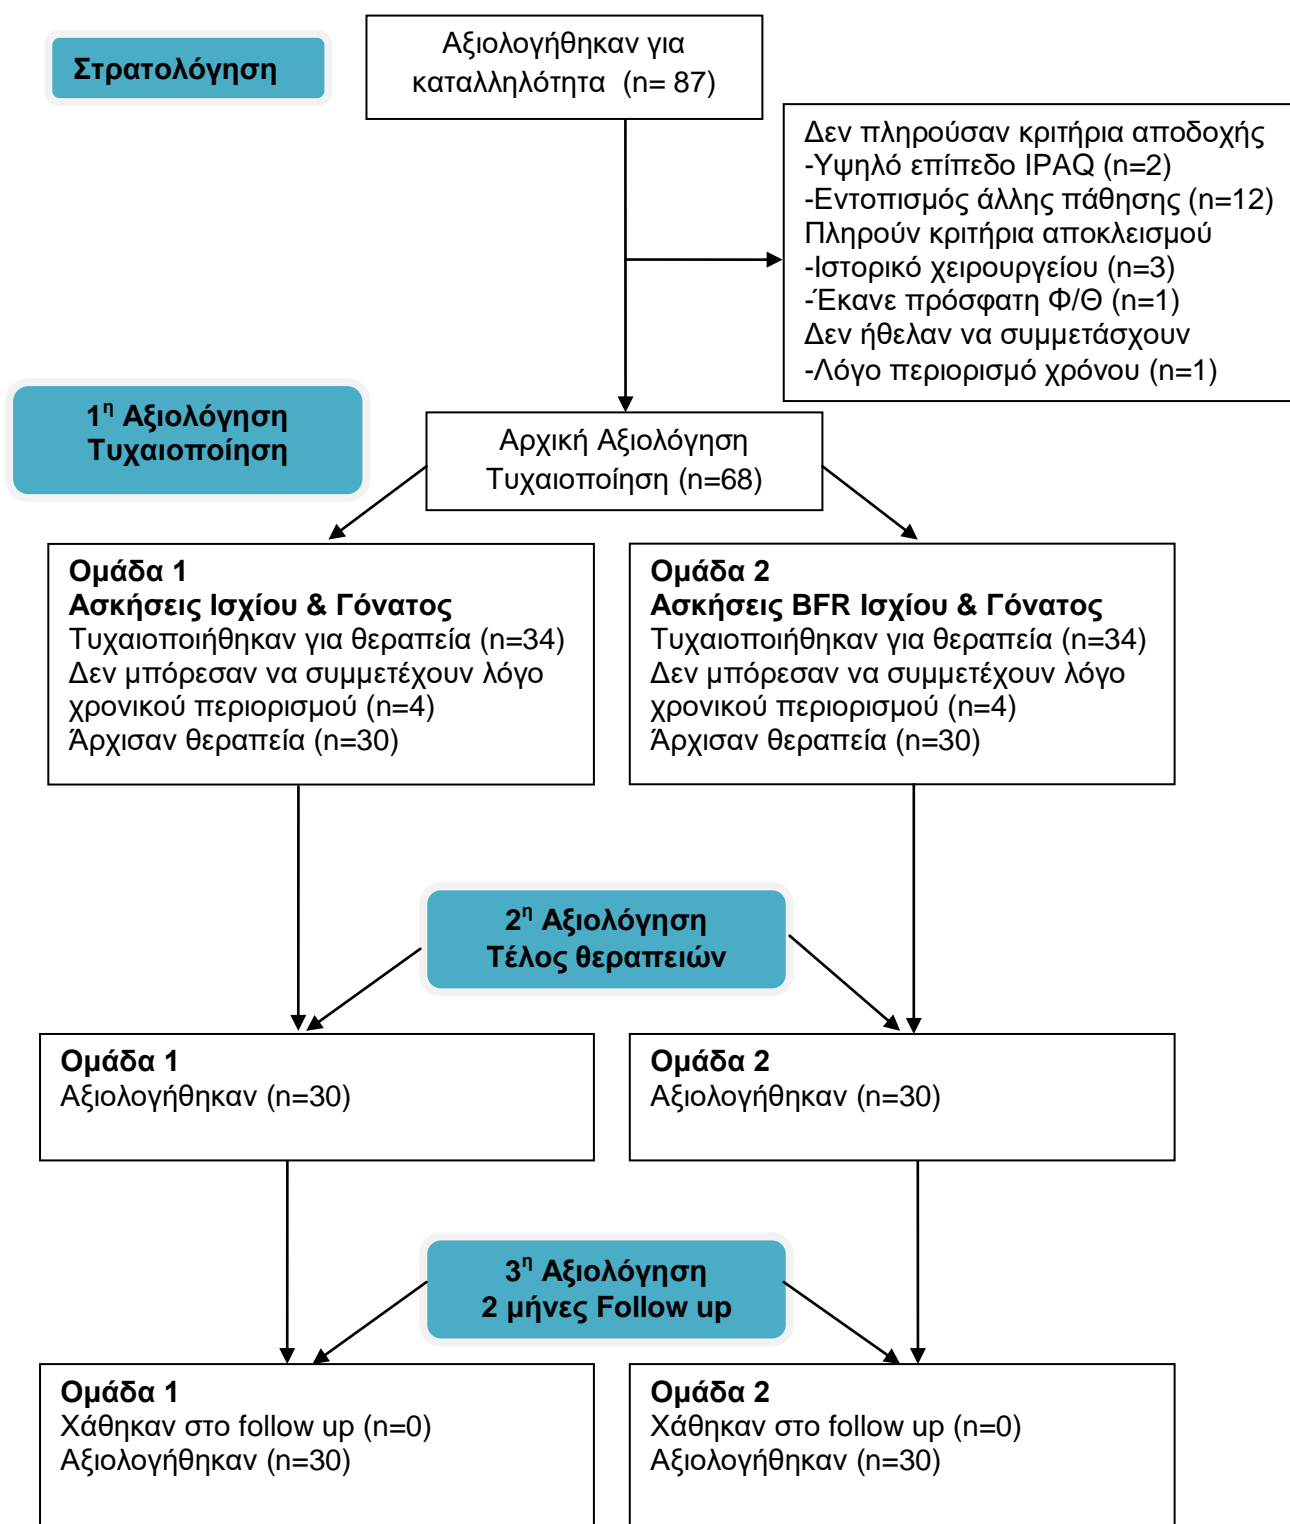 Στρατολόγηση
Αξιολογήθηκαν για
καταλληλότητα (n= 87)
Δεν πληρούσαν κριτήρια αποδοχής
-Υψηλό επίπεδο IPAQ (n=2)
-Εντοπισμός άλλης πάθησης (n=12)
Πληρούν κριτήρια αποκλεισμού
-Ιστορικό χειρουργείου (n=3)
-Έκανε πρόσφατη Φ/Θ (n=1)
Δεν ήθελαν να συμμετάσχουν
-Λόγο περιορισμό χρόνου (n=1)
1η Αξιολόγηση
Τυχαιοποίηση
Αρχική Αξιολόγηση
Τυχαιοποίηση (n=68)
Ομάδα 1
Ασκήσεις Ισχίου & Γόνατος
Τυχαιοποιήθηκαν για θεραπεία (n=34)
Δεν μπόρεσαν να συμμετέχουν λόγο
χρονικού περιορισμού (n=4)
Άρχισαν θεραπεία (n=30)
Ομάδα 2
Ασκήσεις BFR Ισχίου & Γόνατος
Τυχαιοποιήθηκαν για θεραπεία (n=34)
Δεν μπόρεσαν να συμμετέχουν λόγο
χρονικού περιορισμού (n=4)
Άρχισαν θεραπεία (n=30)
2η Αξιολόγηση
Τέλος θεραπειών
Ομάδα 1
Αξιολογήθηκαν (n=30)
Ομάδα 2
Αξιολογήθηκαν (n=30)
3η Αξιολόγηση
2 μήνες Follow up
Ομάδα 1
Χάθηκαν στο follow up (n=0)
Αξιολογήθηκαν (n=30)
Ομάδα 2
Χάθηκαν στο follow up (n=0)
Αξιολογήθηκαν (n=30)